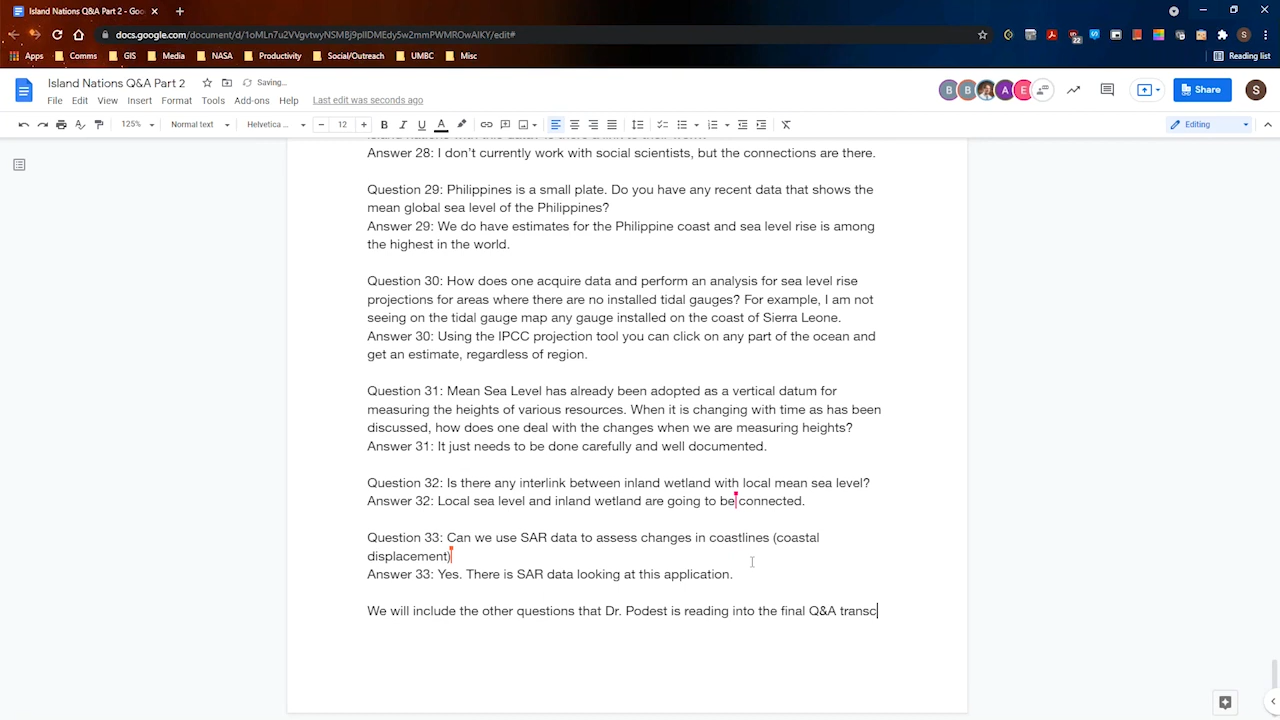 Island Nations Q&A Part 2 - Goo
docs.google.com/document/d/1oMLn7u2VVgvtwyNSMBj9plIDMEdy5w2mmPWMROwAlKY/edit#
Apps Comms GIS Media NASA Productivity Social/Outreach UMBC Misc Reading list
Island Nations Q&A Part 2 Saving...
File Edit View Insert Format Tools Add-ons Help Last edit was seconds ago
B B A E Share S
125% Normal text Helvetica ... 12 Editing
Answer 28: I don't currently work with social scientists, but the connections are there.
Question 29: Philippines is a small plate. Do you have any recent data that shows the
mean global sea level of the Philippines?
Answer 29: We do have estimates for the Philippine coast and sea level rise is among
the highest in the world.
Question 30: How does one acquire data and perform an analysis for sea level rise
projections for areas where there are no installed tidal gauges? For example, I am not
seeing on the tidal gauge map any gauge installed on the coast of Sierra Leone.
Answer 30: Using the IPCC projection tool you can click on any part of the ocean and
get an estimate, regardless of region.
Question 31: Mean Sea Level has already been adopted as a vertical datum for
measuring the heights of various resources. When it is changing with time as has been
discussed, how does one deal with the changes when we are measuring heights?
Answer 31: It just needs to be done carefully and well documented.
Question 32: Is there any interlink between inland wetland with local mean sea level?
Answer 32: Local sea level and inland wetland are going to be connected.
Question 33: Can we use SAR data to assess changes in coastlines (coastal
displacement)
Answer 33: Yes. There is SAR data looking at this application.
We will include the other questions that Dr. Podest is reading into the final Q&A transc